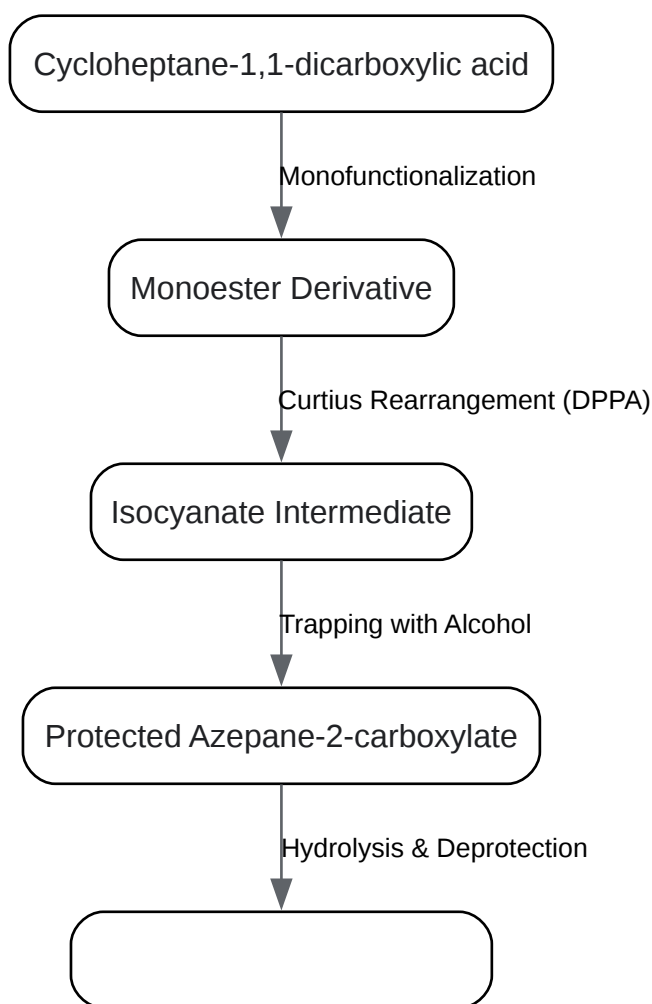 Cycloheptane-1,1-dicarboxylic acid
Monofunctionalization
Monoester Derivative
Curtius Rearrangement (DPPA)
Isocyanate Intermediate
Trapping with Alcohol
Protected Azepane-2-carboxylate
Hydrolysis & Deprotection